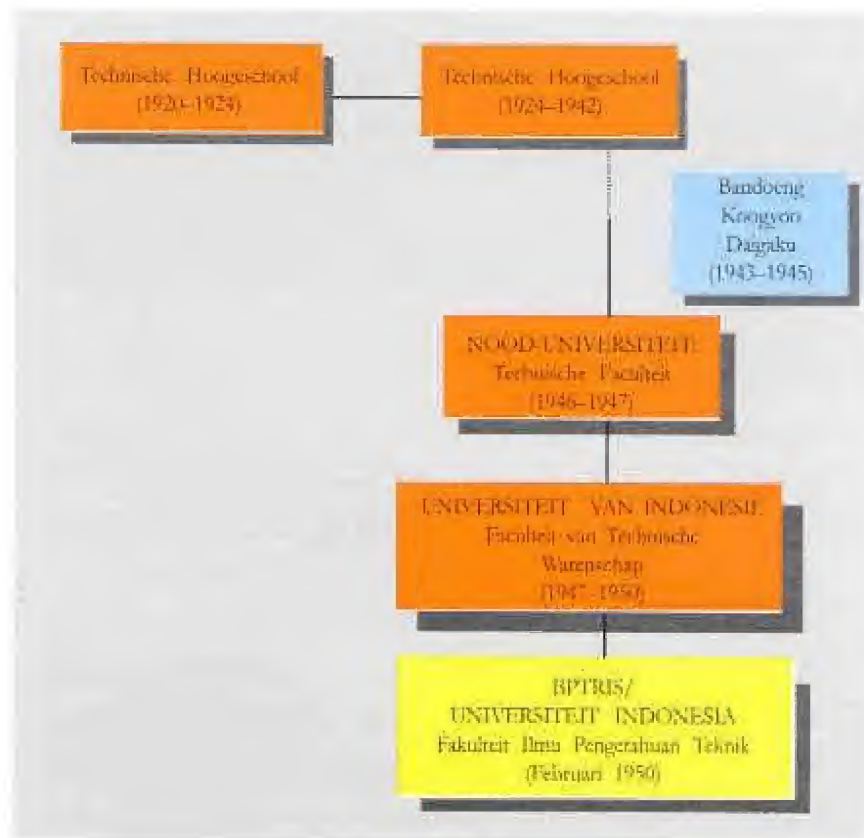 Technische Hoogeschool
(1920–1924)
Technische Hoogeschool
(1924–1942)
Bandoeng
Koogyoo
Daigaku
(1943–1945)
NOOD-UNIVERSITEIT
Technische Faculteit
(1946–1947)
UNIVERSITEIT VAN INDONESIE
Faculteit van Technische
Watenschap
(1947–1950)
BPTRIS/
UNIVERSITEIT INDONESIA
Fakulteit Ilmu Pengetahuan Teknik
(Februari 1950)